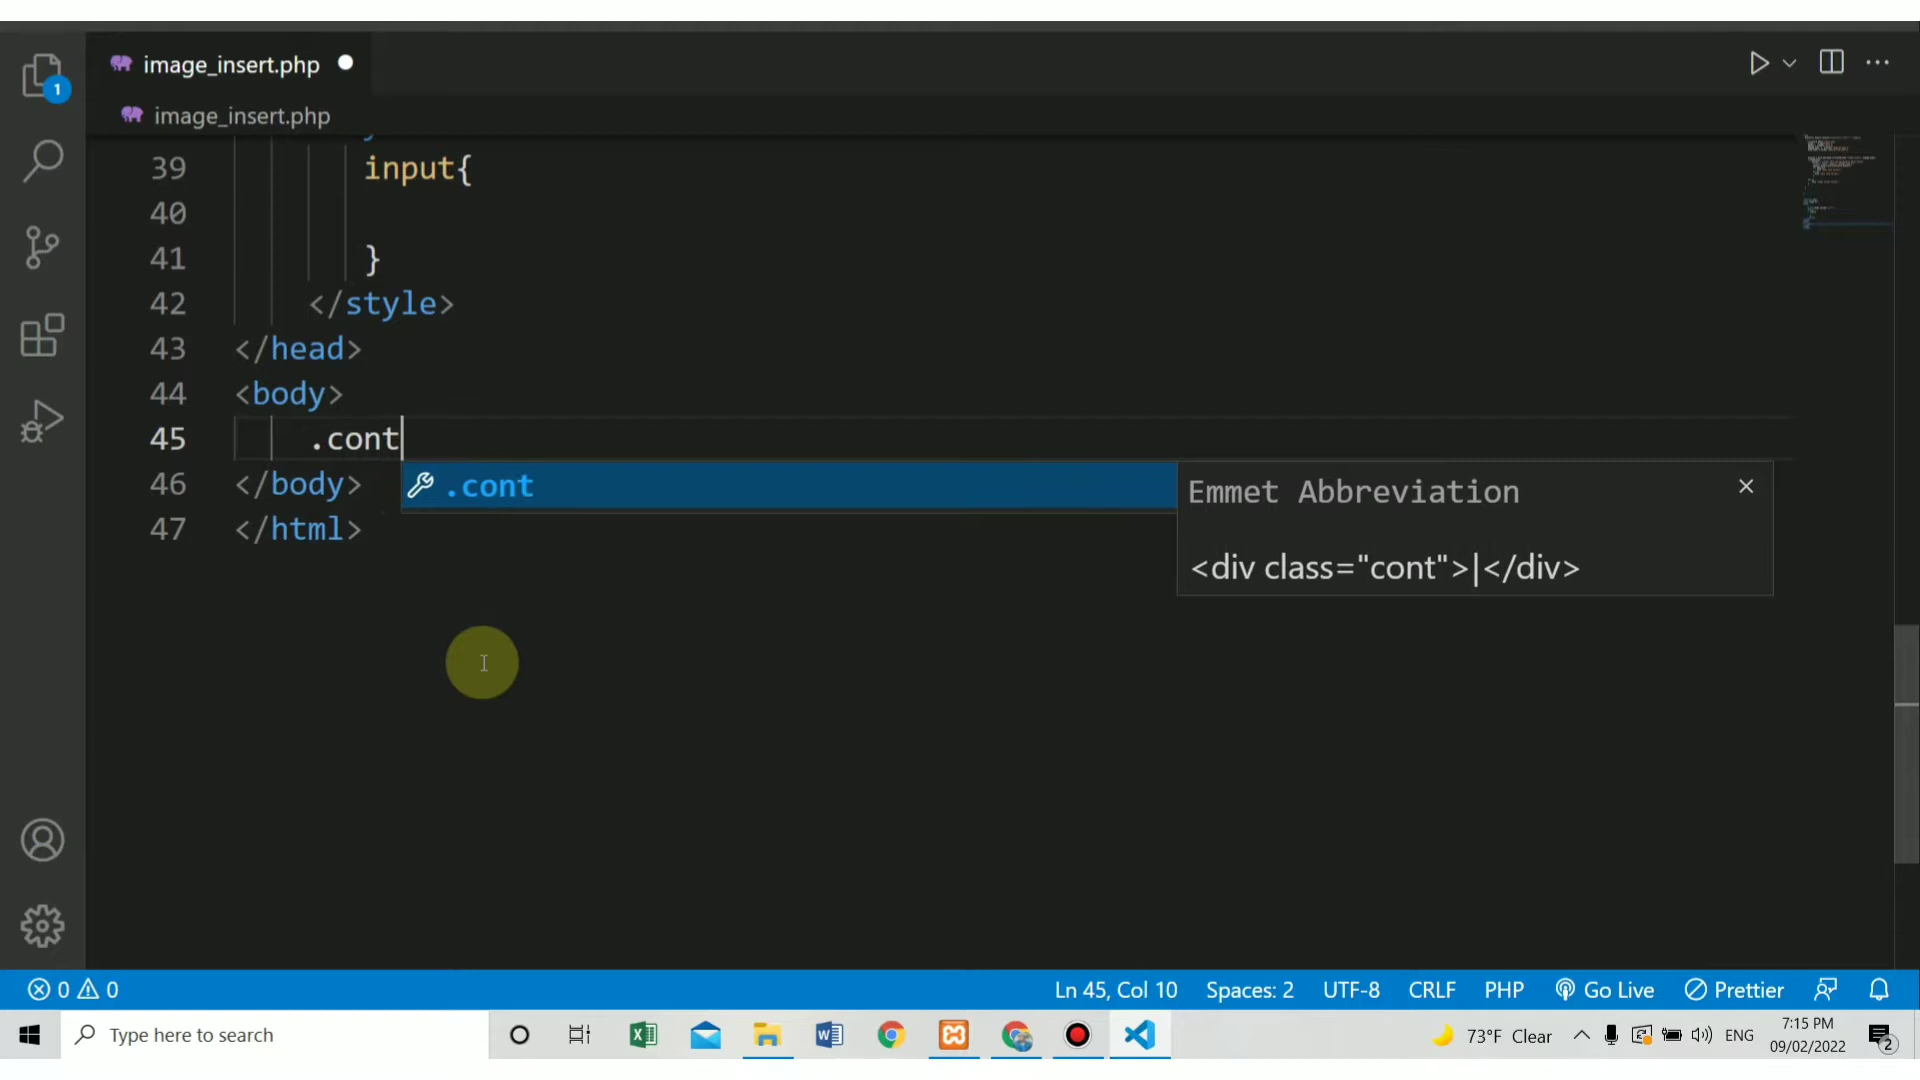 image_insert.php
1
image_insert.php
39 input{
40
41 }
42 </style>
43 </head>
44 <body>
45 .cont
.cont
Emmet Abbreviation
<div class="cont">|</div>
46 </body>
47 </html>
0 0
Ln 45, Col 10
Spaces: 2
UTF-8
CRLF
PHP
Go Live
Prettier
Type here to search
73°F Clear
ENG
7:15 PM
09/02/2022
2